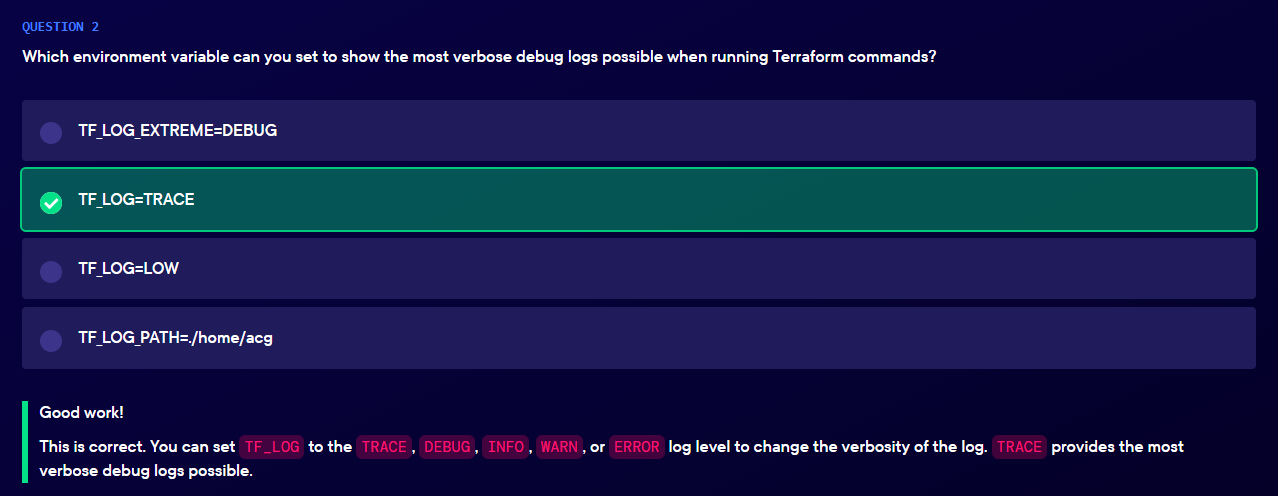 QUESTION 2
Which environment variable can you set to show the most verbose debug logs possible when running Terraform commands?
TF_LOG_EXTREME=DEBUG
TF_LOG=TRACE
TF_LOG=LOW
TF_LOG_PATH=./home/acg
Good work!
This is correct. You can set TF_LOG to the TRACE, DEBUG, INFO, WARN, or ERROR log level to change the verbosity of the log. TRACE provides the most
verbose debug logs possible.